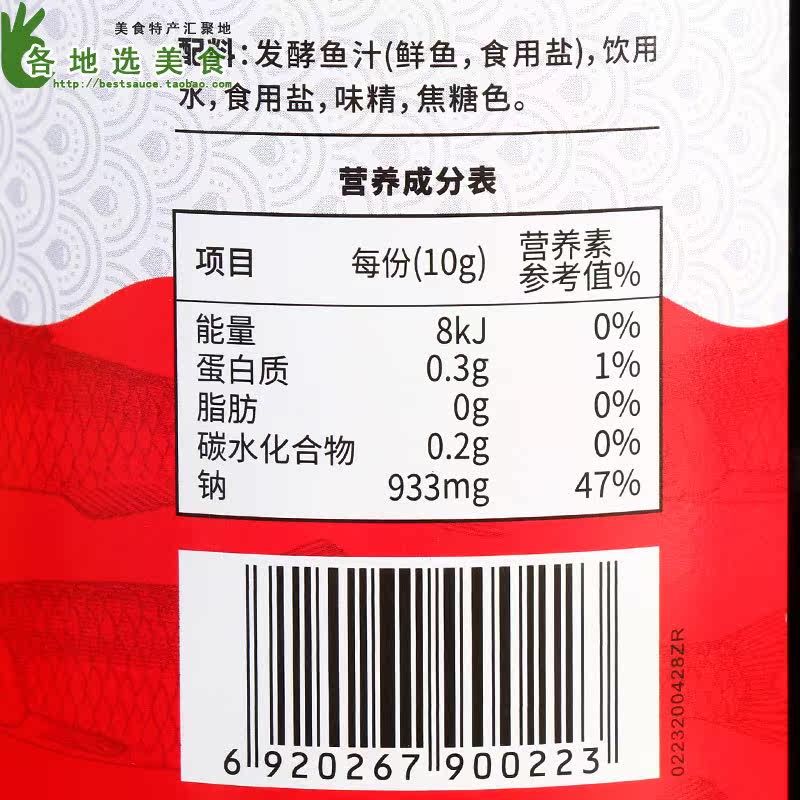 美食特产汇聚地
各地选美食
http://bestsauce.taobao.com
配料：发酵鱼汁(鲜鱼，食用盐)，饮用
水，食用盐，味精，焦糖色。
营养成分表
项目 每份(10g) 营养素参考值%
能量 8kJ 0%
蛋白质 0.3g 1%
脂肪 0g 0%
碳水化合物 0.2g 0%
钠 933mg 47%
6 920267 900223
0223200428ZR